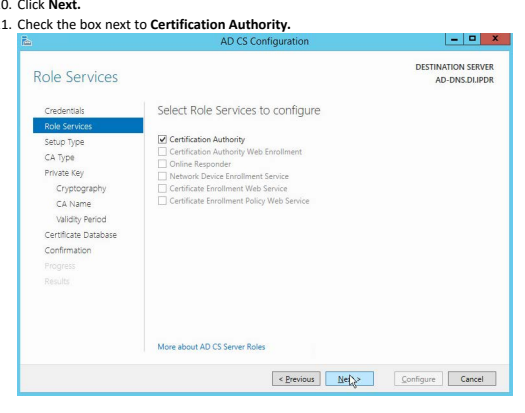 0. Click Next.
1. Check the box next to Certification Authority.
AD CS Configuration
Role Services
DESTINATION SERVER
AD-DNS.DI.IPDR
Credentials
Role Services
Setup Type
CA Type
Private Key
Cryptography
CA Name
Validity Period
Certificate Database
Confirmation
Progress
Results
Select Role Services to configure
Certification Authority
Certification Authority Web Enrollment
Online Responder
Network Device Enrollment Service
Certificate Enrollment Web Service
Certificate Enrollment Policy Web Service
More about AD CS Server Roles
< Previous
Next >
Configure
Cancel